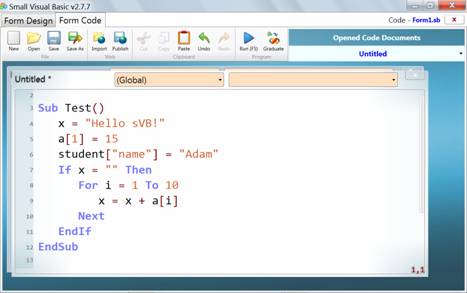 Small Visual Basic v2.7.7
Form Design Form Code Code - Form1.sb
New Open Save Save As Import Publish Cut Copy Paste Undo Redo Run (F5) Graduate
File Web Clipboard Program
Opened Code Documents
Untitled
Untitled * (Global)
2
3 Sub Test()
4 x = "Hello sVB!"
5 a[1] = 15
6 student["name"] = "Adam"
7 If x = "" Then
8 For i = 1 To 10
9 x = x + a[i]
10 Next
11 EndIf
12 EndSub
13
1,1